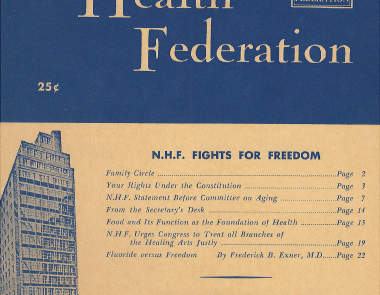 Health
FEDERATION
Federation
25¢
N.H.F. FIGHTS FOR FREEDOM
Family Circle ........ Page 2
Your Rights Under the Constitution ........ Page 3
N.H.F. Statement Before Committee on Aging ........ Page 7
From the Secretary's Desk ........ Page 14
Food and Its Function as the Foundation of Health ........ Page 15
N.H.F. Urges Congress to Treat all Branches of
the Healing Arts Justly ........ Page 19
Fluoride versus Freedom By Frederick B. Exner, M.D. ...... Page 22